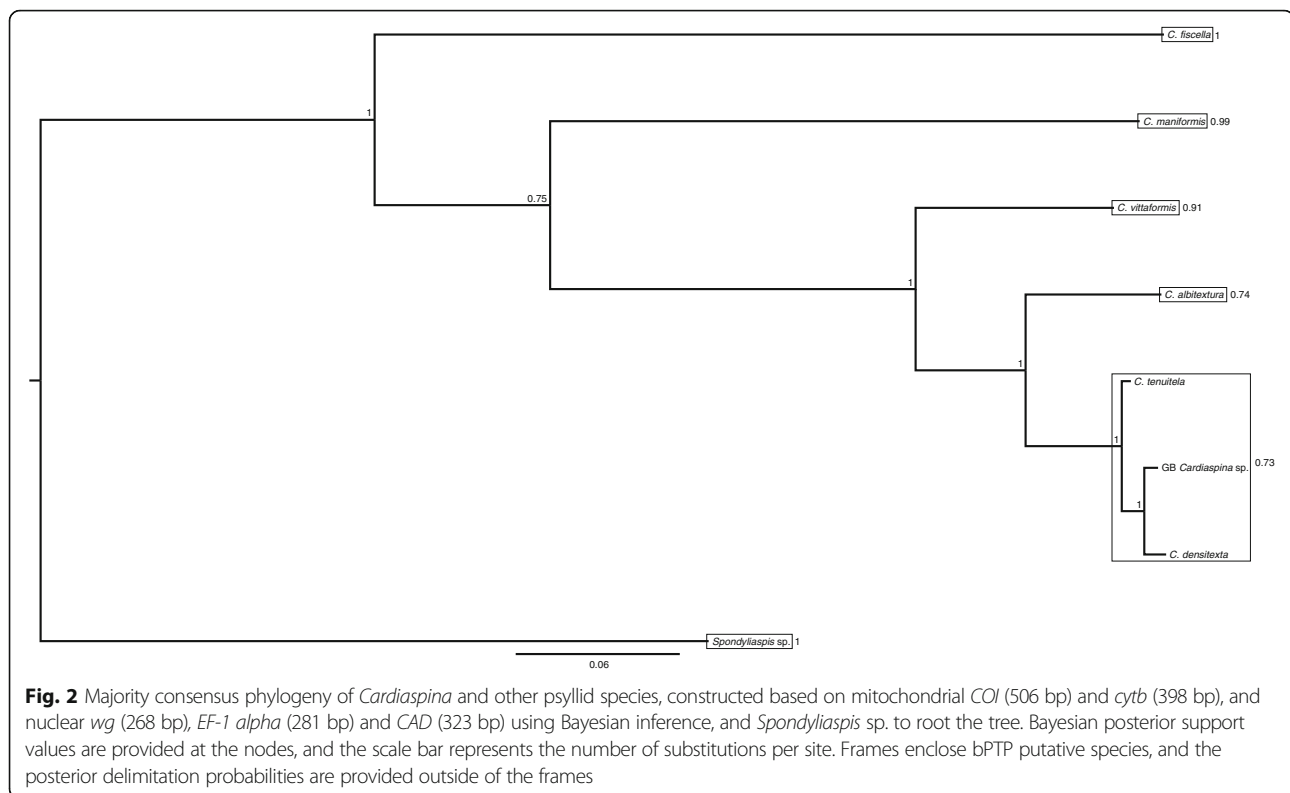 C. fiscella 1
1
C. maniformis 0.99
0.75
C. vittaformis 0.91
1
C. albitextura 0.74
1
C. tenuitela
1
GB Cardiaspina sp. 0.73
1
C. densitexta
Spondyliaspis sp. 1
0.06
Fig. 2 Majority consensus phylogeny of Cardiaspina and other psyllid species, constructed based on mitochondrial COI (506 bp) and cytb (398 bp), and
nuclear wg (268 bp), EF-1 alpha (281 bp) and CAD (323 bp) using Bayesian inference, and Spondyliaspis sp. to root the tree. Bayesian posterior support
values are provided at the nodes, and the scale bar represents the number of substitutions per site. Frames enclose bPTP putative species, and the
posterior delimitation probabilities are provided outside of the frames